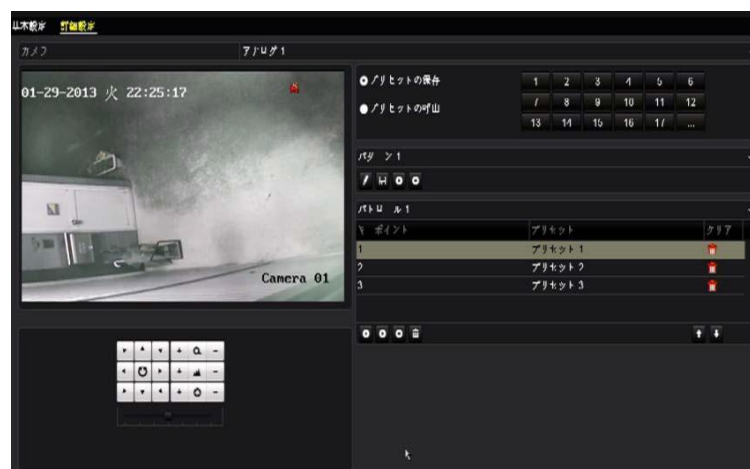 基本設定 詳細設定
カメラ アナログ 1
01-29-2013 火 22:25:17
Camera 01
プリセットの保存
プリセットの呼出
1 2 3 4 5 6
7 8 9 10 11 12
13 14 15 16 17 ...
パターン 1
パトロール 1
キーポイント プリセット クリア
1 プリセット 1
2 プリセット 2
3 プリセット 3